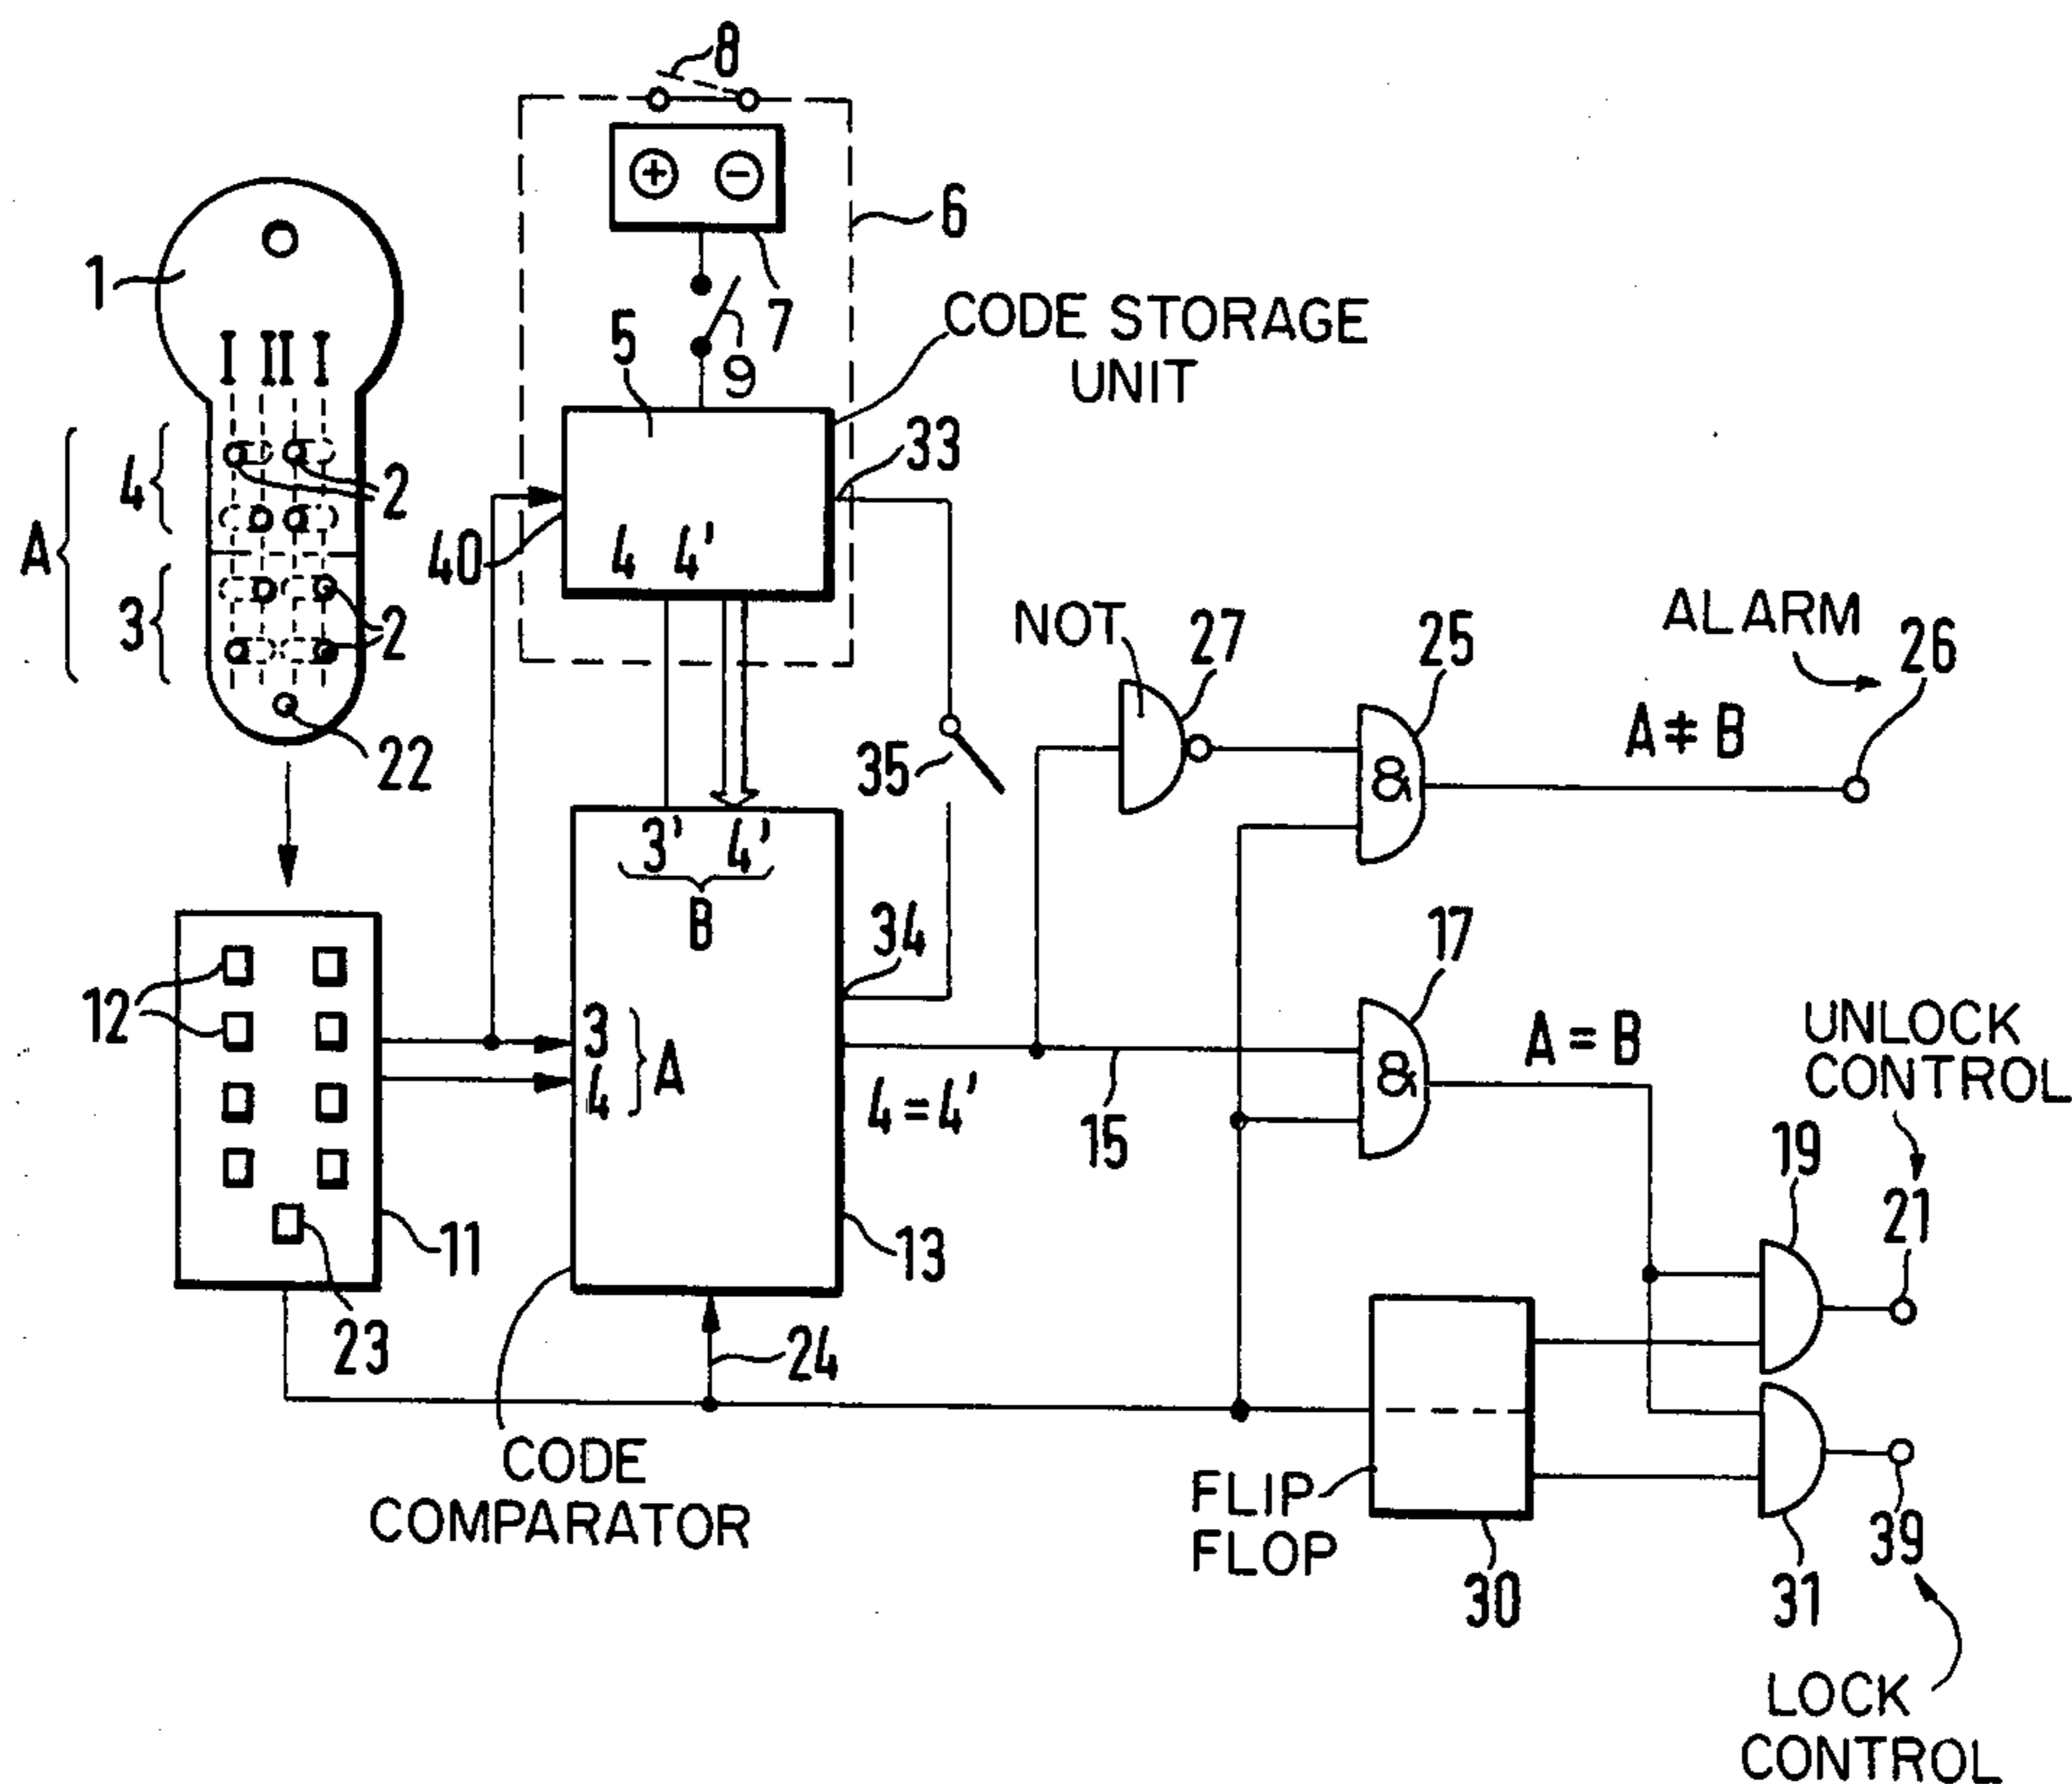 8
6
1
I II I
7
CODE STORAGE
UNIT
5
9
33
4
2
A
40
4 4'
3
2
NOT
27
25
ALARM
26
22
35
A ≠ B
&
3' 4'
B
34
17
12
3
4
A
A = B
UNLOCK
CONTROL
&
4 = 4'
15
19
21
11
13
23
24
CODE
COMPARATOR
FLIP
FLOP
30
31
39
LOCK
CONTROL